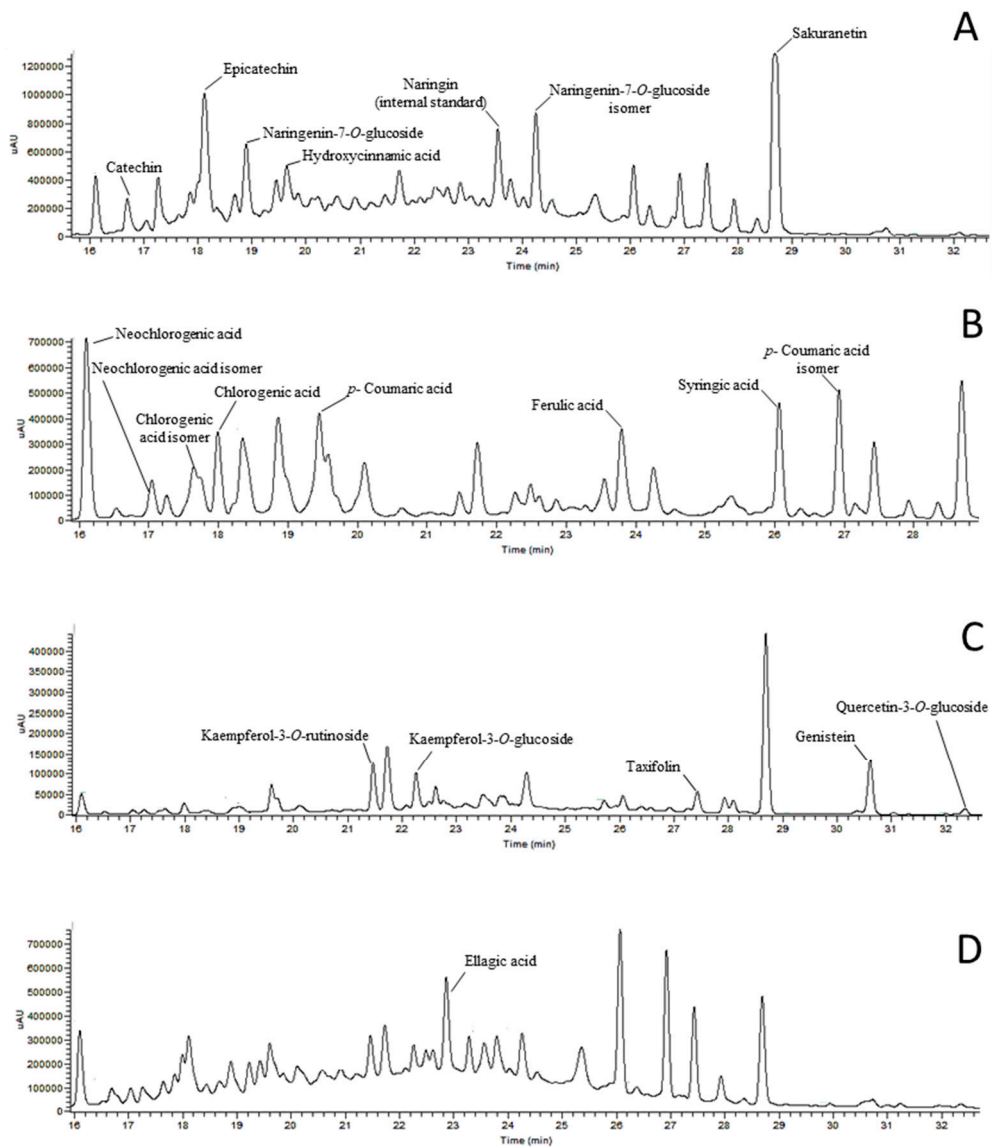 A
Sakuranetin
Epicatechin
Naringin
(internal standard)
Naringenin-7-O-glucoside
isomer
Naringenin-7-O-glucoside
Hydroxycinnamic acid
Catechin
1200000
1000000
800000
600000
400000
200000
0
uAU
16 17 18 19 20 21 22 23 24 25 26 27 28 29 30 31 32
Time (min)
B
Neochlorogenic acid
Neochlorogenic acid isomer
Chlorogenic acid
Chlorogenic
acid isomer
p- Coumaric acid
Ferulic acid
Syringic acid
p- Coumaric acid
isomer
700000
600000
500000
400000
300000
200000
100000
0
uAU
16 17 18 19 20 21 22 23 24 25 26 27 28
Time (min)
C
Kaempferol-3-O-rutinoside
Kaempferol-3-O-glucoside
Taxifolin
Genistein
Quercetin-3-O-glucoside
400000
350000
300000
250000
200000
150000
100000
50000
0
uAU
16 17 18 19 20 21 22 23 24 25 26 27 28 29 30 31 32
Time (min)
D
Ellagic acid
700000
600000
500000
400000
300000
200000
100000
0
uAU
16 17 18 19 20 21 22 23 24 25 26 27 28 29 30 31 32
Time (min)